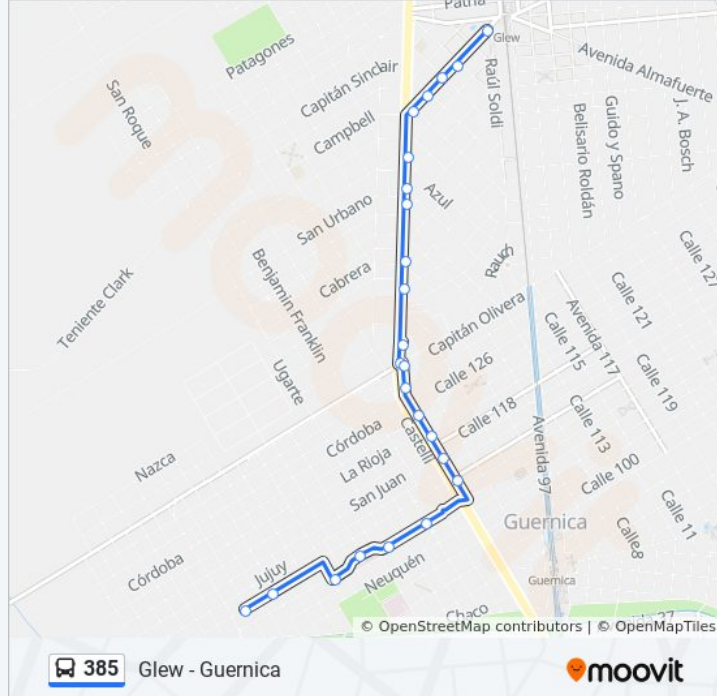 Patria
Glew
Patagones
Avenida Almafuerte
Capitán Sinclair
San Roque
Campbell
Raúl Soldi
Belisario Roldán
Guido y Spano
J. A. Bosch
Azul
San Urbano
Rauch
Calle 127
Cabrera
Benjamin Franklin
Teniente Clark
Calle 121
Capitán Olivera
Avenida 117
Calle 115
Calle 126
Calle 119
Ugarte
Calle 118
Calle 113
Córdoba
Castelli
Avenida 97
La Rioja
Nazca
San Juan
Calle 100
Calle 11
Guernica
Calle8
Córdoba
Jujuy
Neuquén
Guernica
Chaco
© OpenStreetMap contributors | © OpenMapTiles
385 Glew - Guernica
moovit
moovit